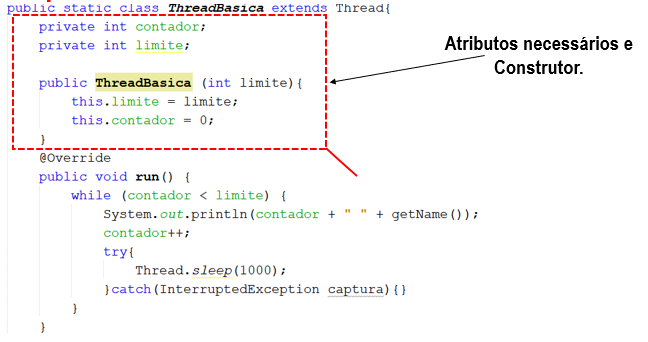 public static class ThreadBasica extends Thread{
    private int contador;
    private int limite;

    public ThreadBasica (int limite){
        this.limite = limite;
        this.contador = 0;
    }
    @Override
    public void run() {
        while (contador < limite) {
            System.out.println(contador + " " + getName());
            contador++;
            try{
                Thread.sleep(1000);
            }catch(InterruptedException captura){}
        }
    }
Atributos necessários e
Construtor.